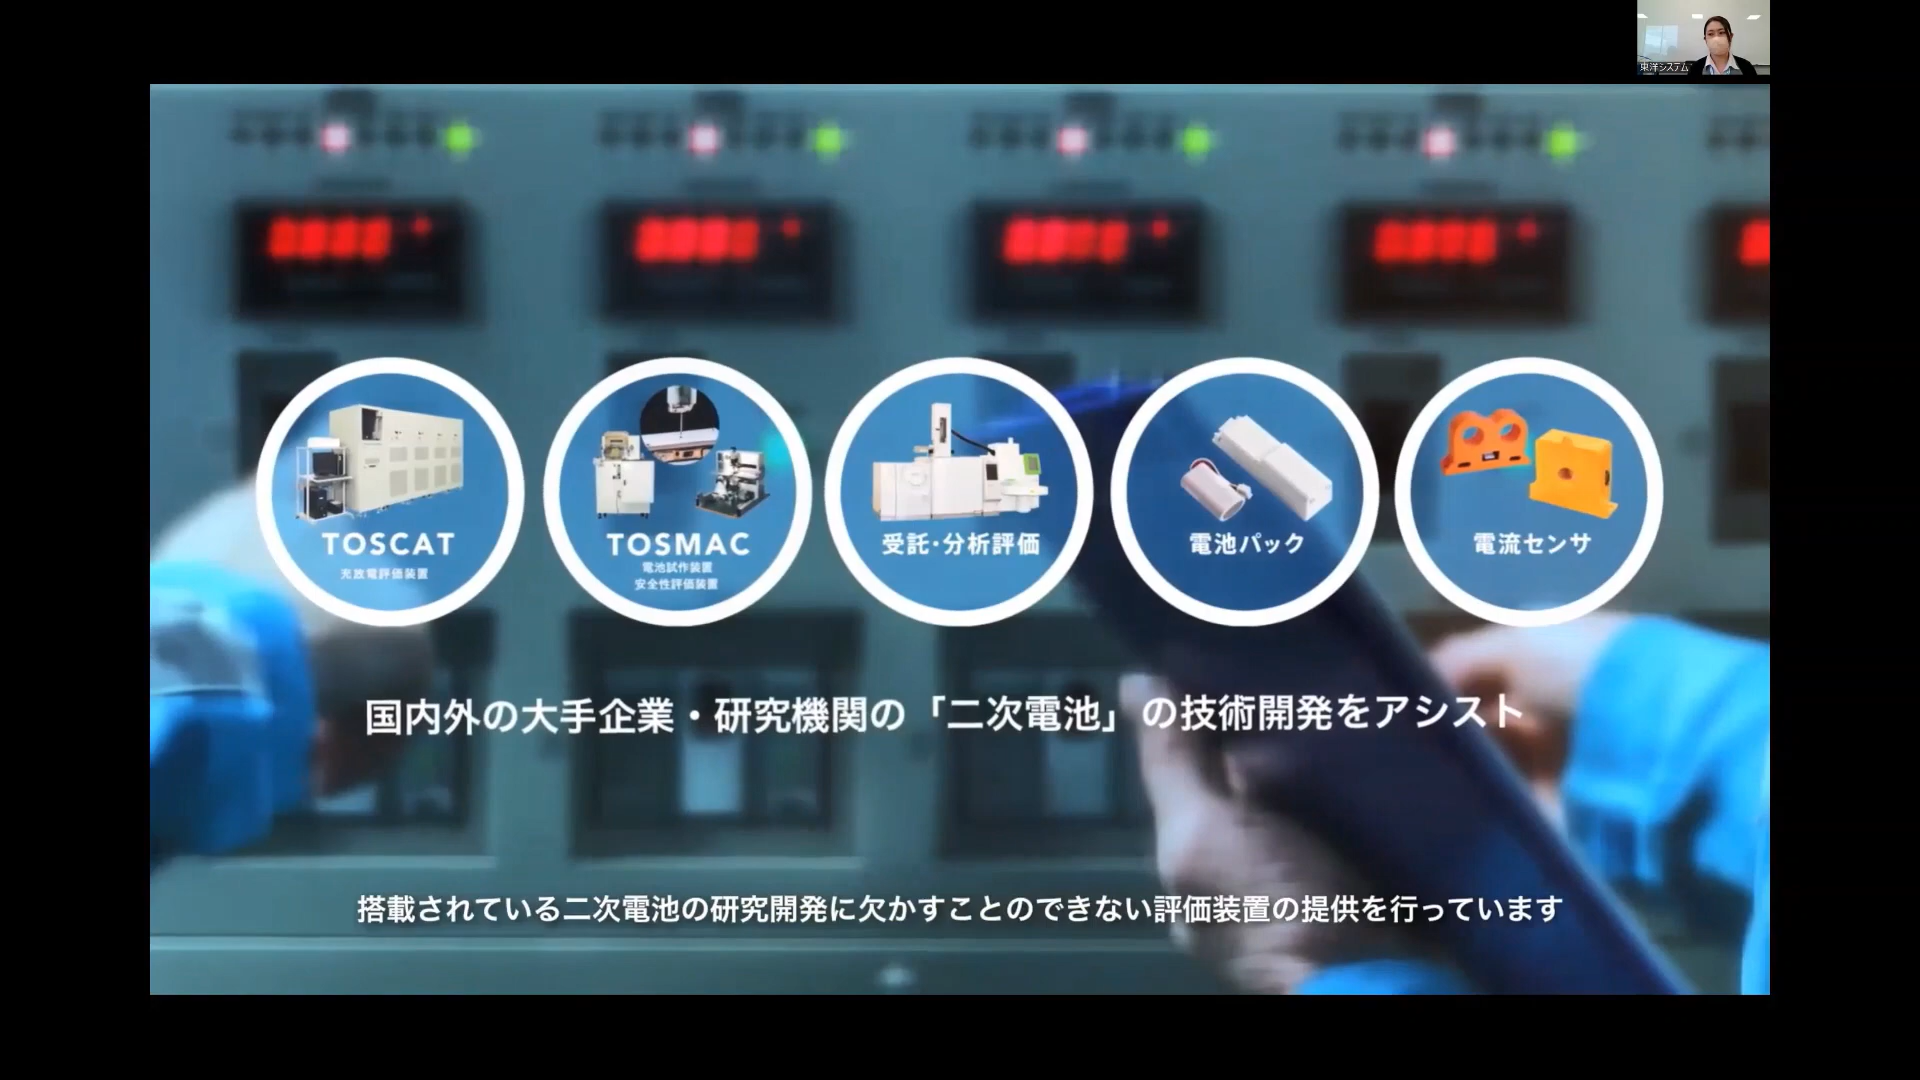 東洋システム
TOSCAT
充放電評価装置
TOSMAC
電池試作装置
安全性評価装置
受託・分析評価
電池パック
電流センサ
国内外の大手企業・研究機関の「二次電池」の技術開発をアシスト
搭載されている二次電池の研究開発に欠かすことのできない評価装置の提供を行っています